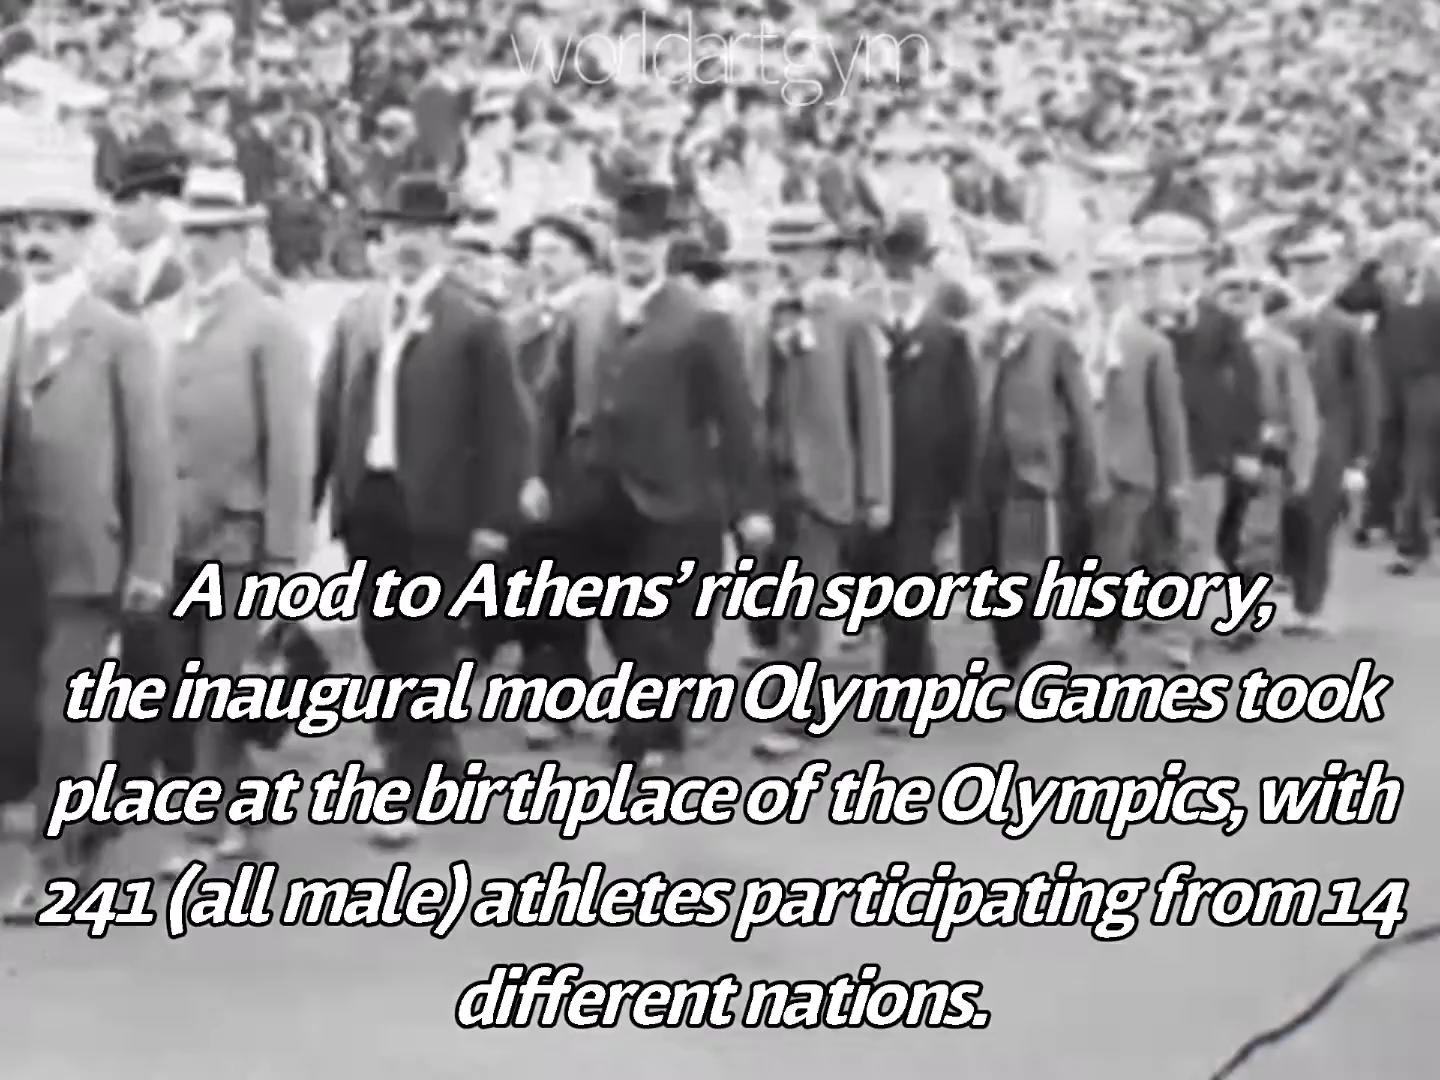 worldartgym
A nod to Athens’ rich sports history,
the inaugural modern Olympic Games took
place at the birthplace of the Olympics, with
241 (all male) athletes participating from 14
different nations.